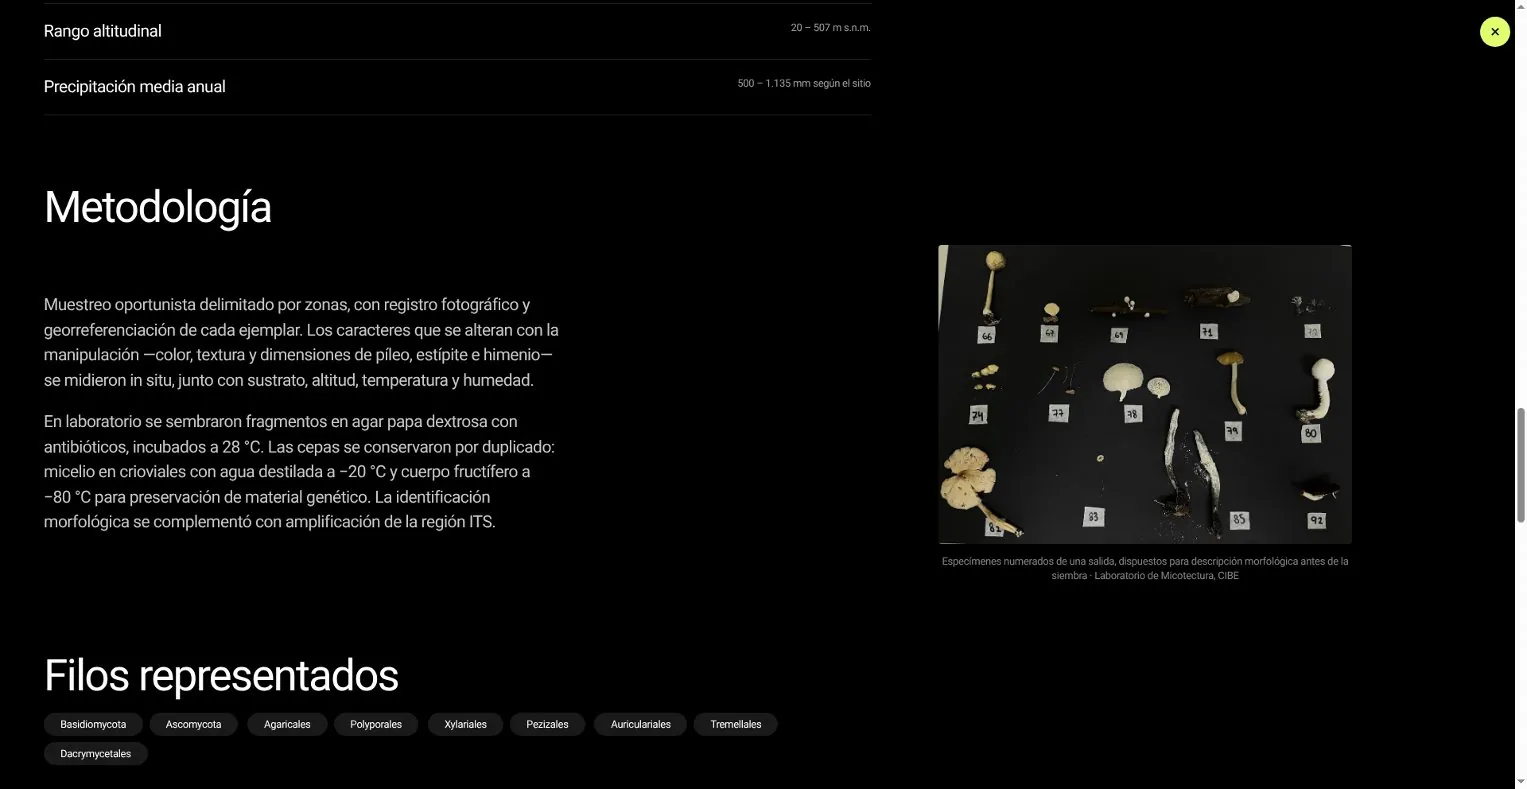 Rango altitudinal
20 – 507 m s.n.m.
Precipitación media anual
500 – 1.135 mm según el sitio
Metodología
Muestreo oportunista delimitado por zonas, con registro fotográfico y
georreferenciación de cada ejemplar. Los caracteres que se alteran con la
manipulación —color, textura y dimensiones de píleo, estípite e himenio—
se midieron in situ, junto con sustrato, altitud, temperatura y humedad.
En laboratorio se sembraron fragmentos en agar papa dextrosa con
antibióticos, incubados a 28 °C. Las cepas se conservaron por duplicado:
micelio en crioviales con agua destilada a −20 °C y cuerpo fructífero a
−80 °C para preservación de material genético. La identificación
morfológica se complementó con amplificación de la región ITS.
66 67 69 71
74 77 78 79 80
82 83 85 92
Especímenes numerados de una salida, dispuestos para descripción morfológica antes de la
siembra · Laboratorio de Micotectura, CIBE
Filos representados
Basidiomycota Ascomycota Agaricales Polyporales Xylariales Pezizales Auriculariales Tremellales
Dacrymycetales